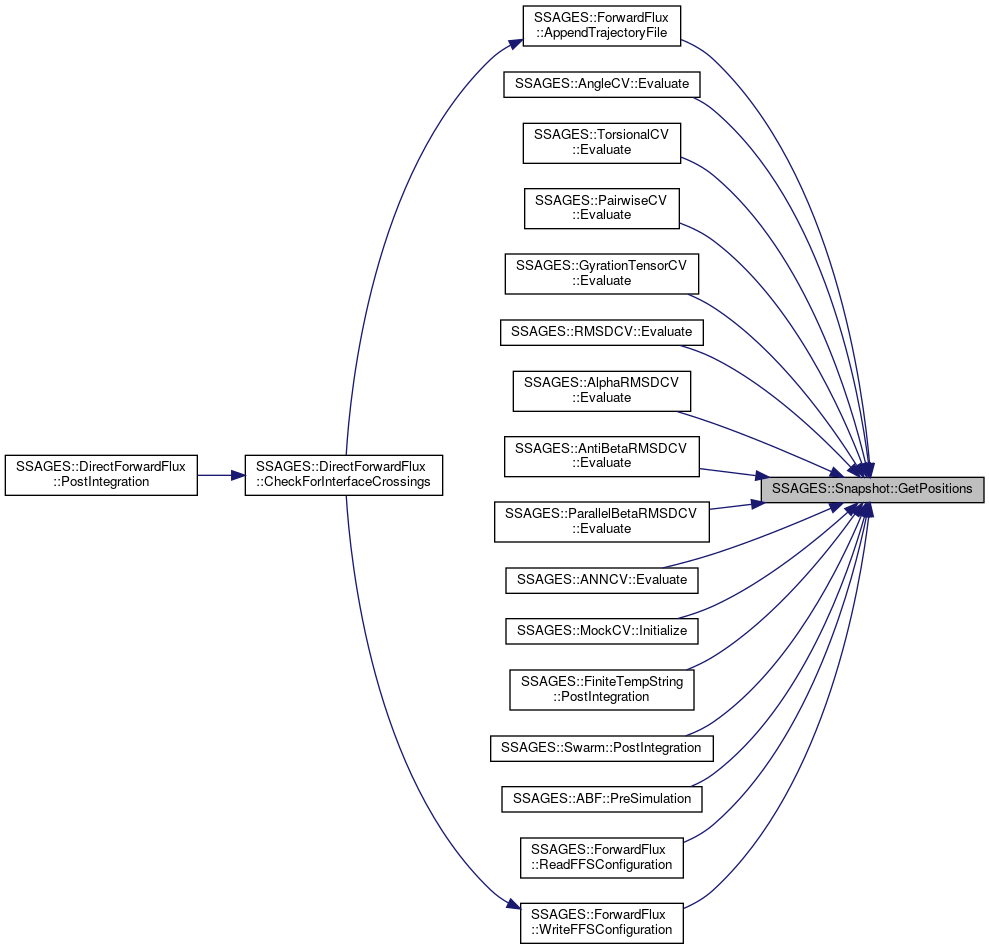 SSAGES::ForwardFlux
::AppendTrajectoryFile
SSAGES::AngleCV::Evaluate
SSAGES::TorsionalCV
::Evaluate
SSAGES::PairwiseCV
::Evaluate
SSAGES::GyrationTensorCV
::Evaluate
SSAGES::RMSDCV::Evaluate
SSAGES::AlphaRMSDCV
::Evaluate
SSAGES::AntiBetaRMSDCV
::Evaluate
SSAGES::DirectForwardFlux
::PostIntegration
SSAGES::DirectForwardFlux
::CheckForInterfaceCrossings
SSAGES::Snapshot::GetPositions
SSAGES::ParallelBetaRMSDCV
::Evaluate
SSAGES::ANNCV::Evaluate
SSAGES::MockCV::Initialize
SSAGES::FiniteTempString
::PostIntegration
SSAGES::Swarm::PostIntegration
SSAGES::ABF::PreSimulation
SSAGES::ForwardFlux
::ReadFFSConfiguration
SSAGES::ForwardFlux
::WriteFFSConfiguration